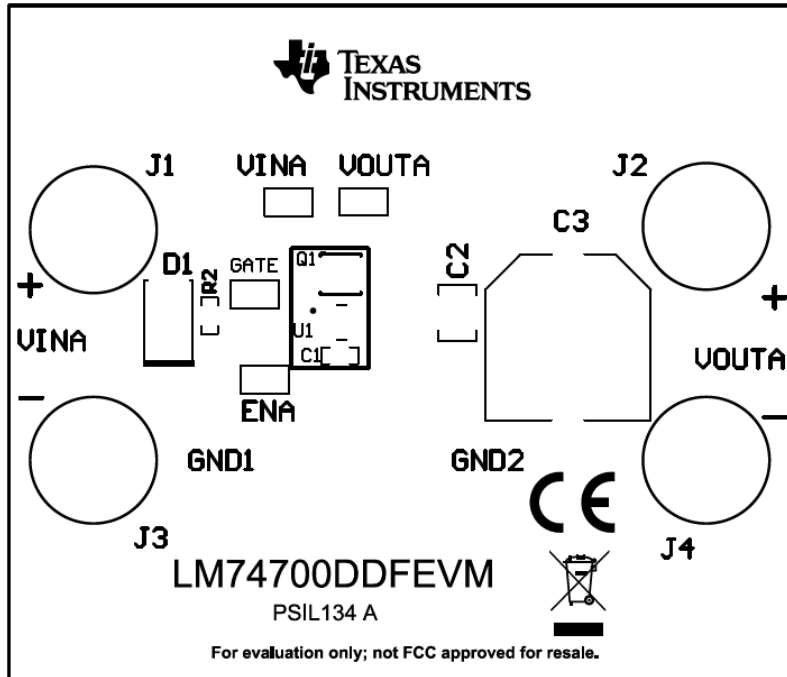 TEXAS
INSTRUMENTS
J1
VINA
VOUTA
J2
C3
D1
R2
GATE
Q1
C2
+
+
U1
VINA
C1
VOUTA
-
ENA
-
GND1
GND2
CE
J3
J4
LM74700DDFEVM
PSIL134 A
For evaluation only; not FCC approved for resale.